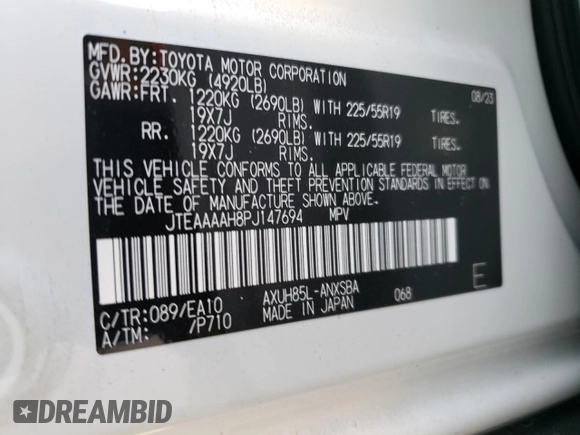 MFD.BY:TOYOTA MOTOR CORPORATION
GVWR:2230KG (4920LB) 08/23
GAWR:FRT. 1220KG (2690LB) WITH 225/55R19 TIRES,
19X7J RIMS.
RR. 1220KG (2690LB) WITH 225/55R19 TIRES,
19X7J RIMS.
THIS VEHICLE CONFORMS TO ALL APPLICABLE FEDERAL MOTOR
VEHICLE SAFETY AND THEFT PREVENTION STANDARDS IN EFFECT ON
THE DATE OF MANUFACTURE SHOWN ABOVE.
JTEAAAAH8PJ147694 MPV
C/TR:089/EA10 AXUH85L-ANXSBA 068 E
A/TM: /P710 MADE IN JAPAN
DREAMBID